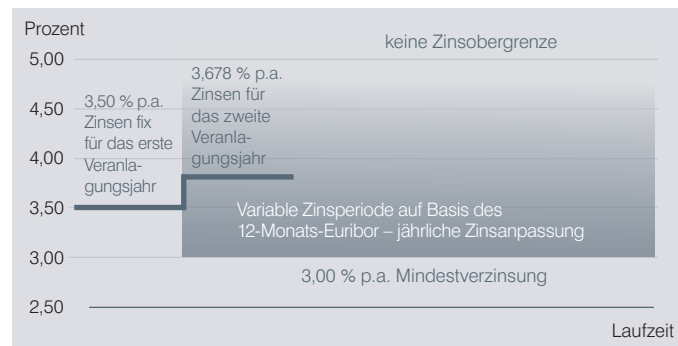 Prozent
keine Zinsobergrenze
5,00
3,50 % p.a.
Zinsen fix
für das erste
Veranla-
gungsjahr
3,678 % p.a.
Zinsen für
das zweite
Veranla-
gungsjahr
4,50
4,00
3,50
Variable Zinsperiode auf Basis des
12-Monats-Euribor – jährliche Zinsanpassung
3,00
3,00 % p.a. Mindestverzinsung
2,50
Laufzeit